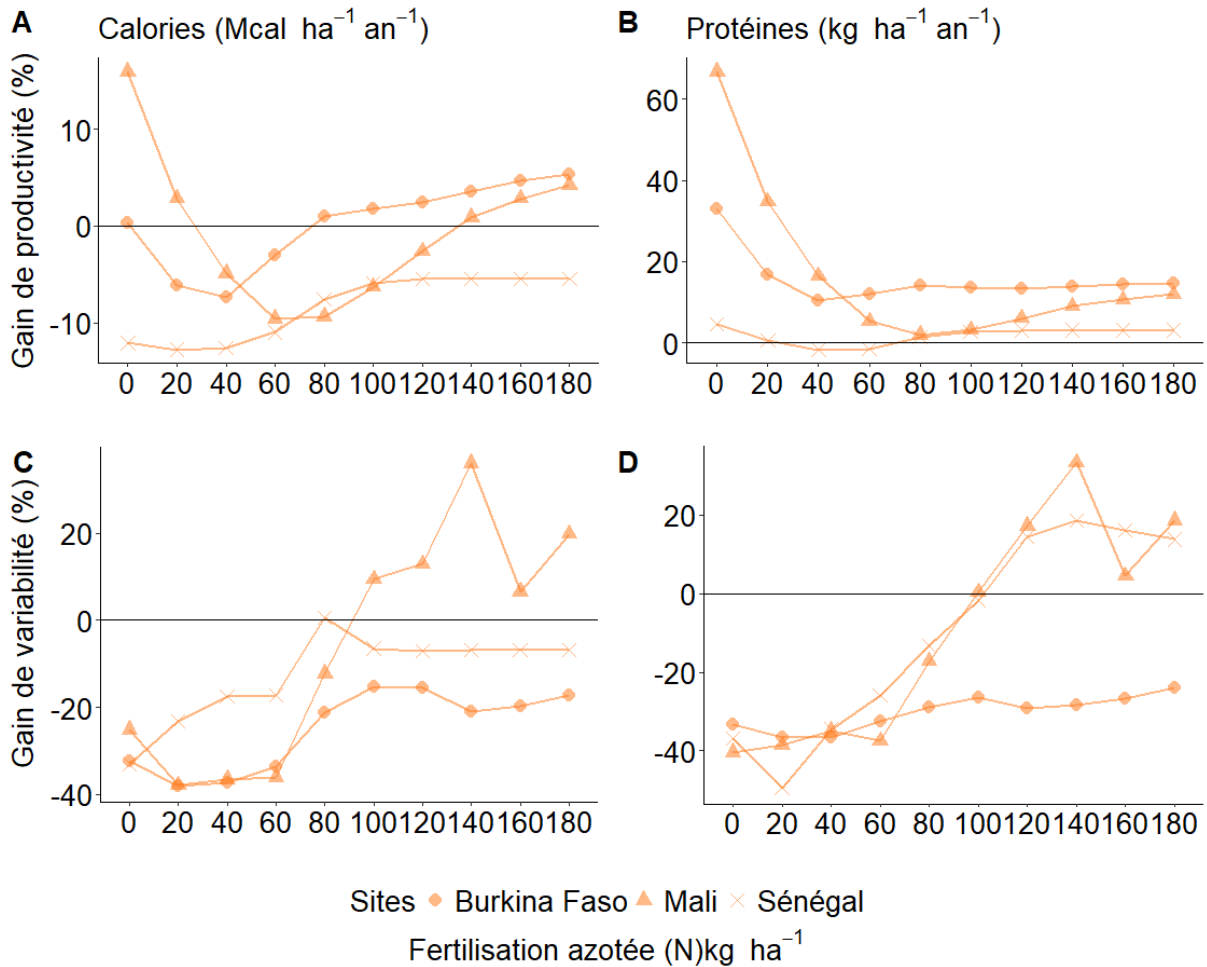 A Calories (Mcal ha⁻¹ an⁻¹)
Gain de productivité (%)
10
0
-10
0 20 40 60 80 100 120 140 160 180
B Protéines (kg ha⁻¹ an⁻¹)
60
40
20
0
0 20 40 60 80 100 120 140 160 180
C
Gain de variabilité (%)
20
0
-20
-40
0 20 40 60 80 100 120 140 160 180
D
20
0
-20
-40
0 20 40 60 80 100 120 140 160 180
Sites Burkina Faso Mali Sénégal
Fertilisation azotée (N)kg ha⁻¹